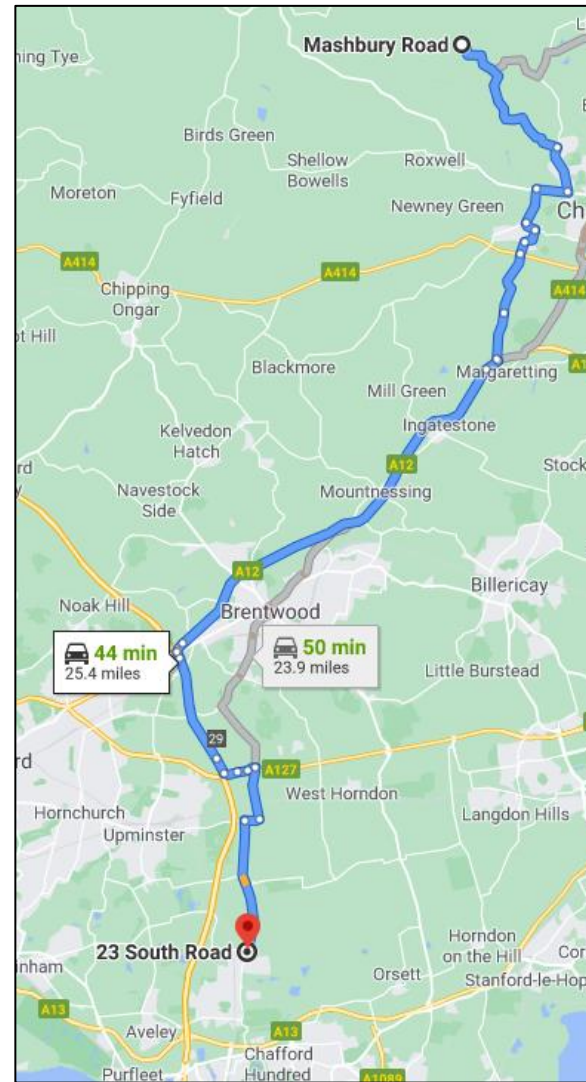 Mashbury Road
ning Tye
Birds Green
Shellow
Bowells
Roxwell
Moreton
Fyfield
Newney Green
Ch
A414
A414
A414
Chipping
Ongar
ot Hill
Blackmore
Margaretting
A1
Mill Green
Ingatestone
Kelvedon
Hatch
rd
A12
Stock
Navestock
Side
Mountnessing
A12
Billericay
Noak Hill
Brentwood
44 min
25.4 miles
50 min
23.9 miles
Little Burstead
29
rd
A127
West Horndon
Hornchurch
Langdon Hills
Upminster
23 South Road
Horndon
on the Hill
Cor
inham
Orsett
Stanford-le-Hop
A13
Aveley
A13
Chafford
Hundred
Purfleet
A1089